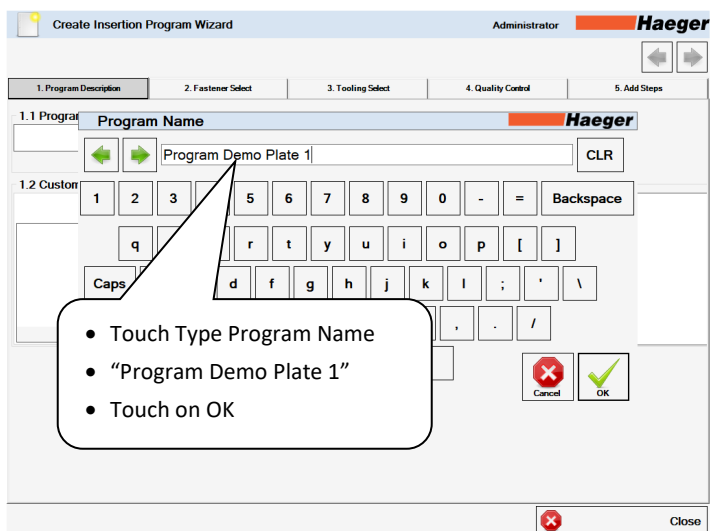 Create Insertion Program Wizard Administrator Haeger
1. Program Description 2. Fastener Select 3. Tooling Select 4. Quality Control 5. Add Steps
1.1 Progra
Program Name Haeger
Program Demo Plate 1 CLR
1.2 Custom
1 2 3 5 6 7 8 9 0 - = Backspace
q r t y u i o p [ ]
Caps d f g h j k l ; ' \
, . /
• Touch Type Program Name
• “Program Demo Plate 1”
• Touch on OK
Cancel OK
Close